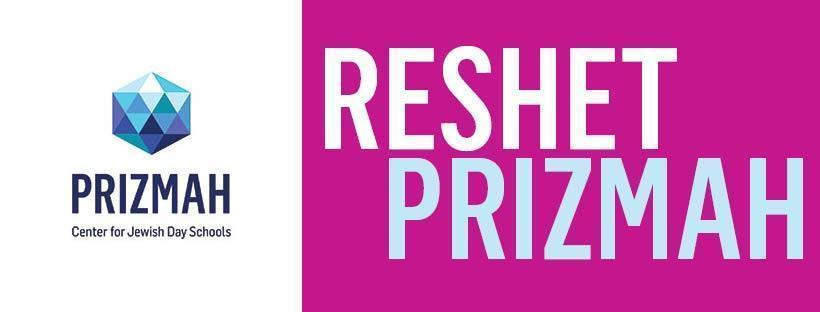 PRIZMAH
Center for Jewish Day Schools
RESHET
PRIZMAH